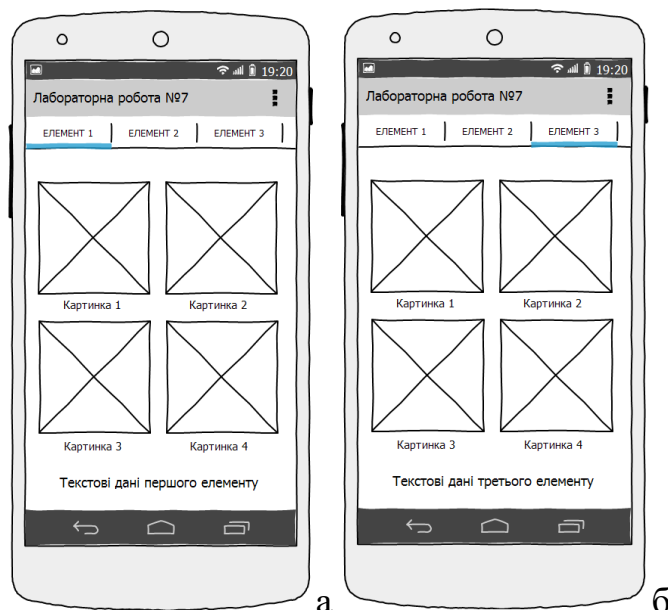 19:20
Лабораторна робота №7
ЕЛЕМЕНТ 1 ЕЛЕМЕНТ 2 ЕЛЕМЕНТ 3
Картинка 1 Картинка 2
Картинка 3 Картинка 4
Текстові дані першого елементу
а
19:20
Лабораторна робота №7
ЕЛЕМЕНТ 1 ЕЛЕМЕНТ 2 ЕЛЕМЕНТ 3
Картинка 1 Картинка 2
Картинка 3 Картинка 4
Текстові дані третього елементу
б